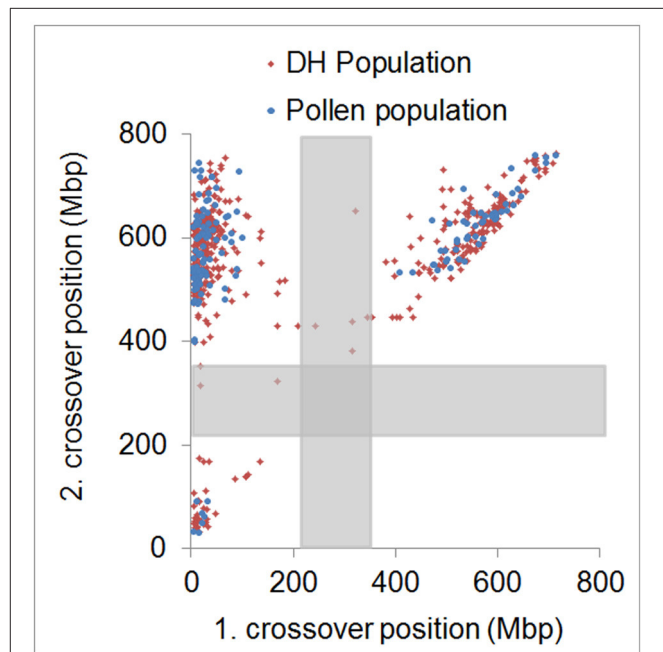 DH Population
Pollen population
800
600
400
200
0
2. crossover position (Mbp)
0 200 400 600 800
1. crossover position (Mbp)